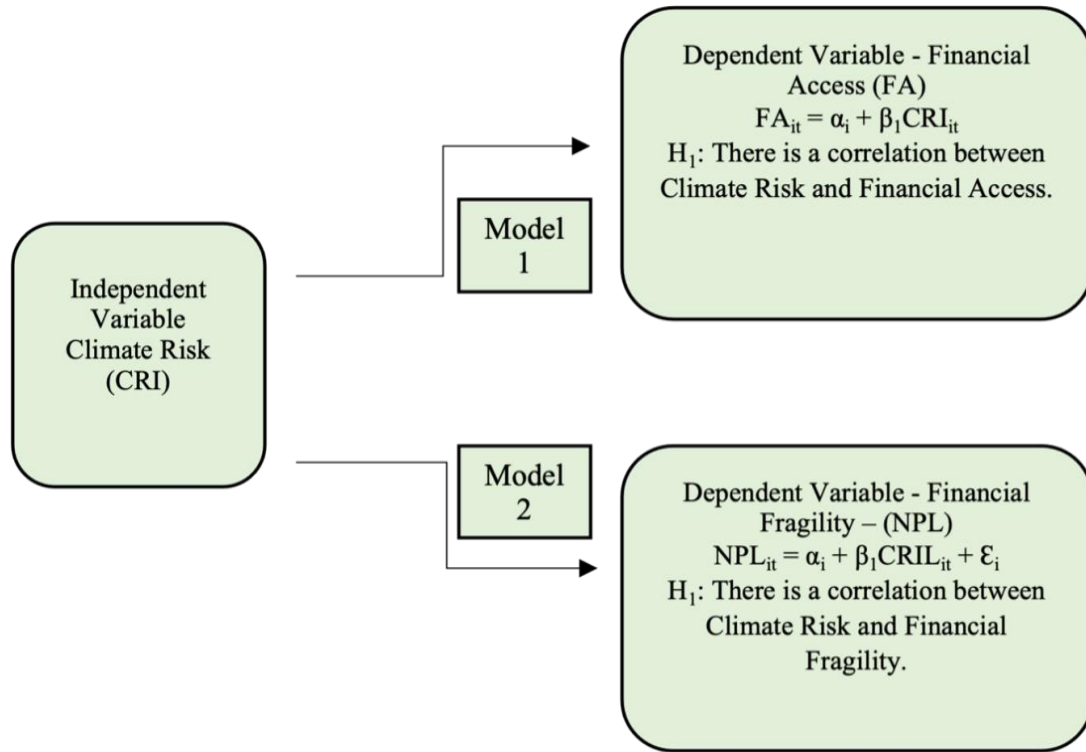 Dependent Variable - Financial
Access (FA)
FAᵢₜ = αᵢ + β₁CRIᵢₜ
H₁: There is a correlation between
Climate Risk and Financial Access.
Model
1
Independent
Variable
Climate Risk
(CRI)
Model
2
Dependent Variable - Financial
Fragility – (NPL)
NPLᵢₜ = αᵢ + β₁CRILᵢₜ + Ɛᵢ
H₁: There is a correlation between
Climate Risk and Financial
Fragility.